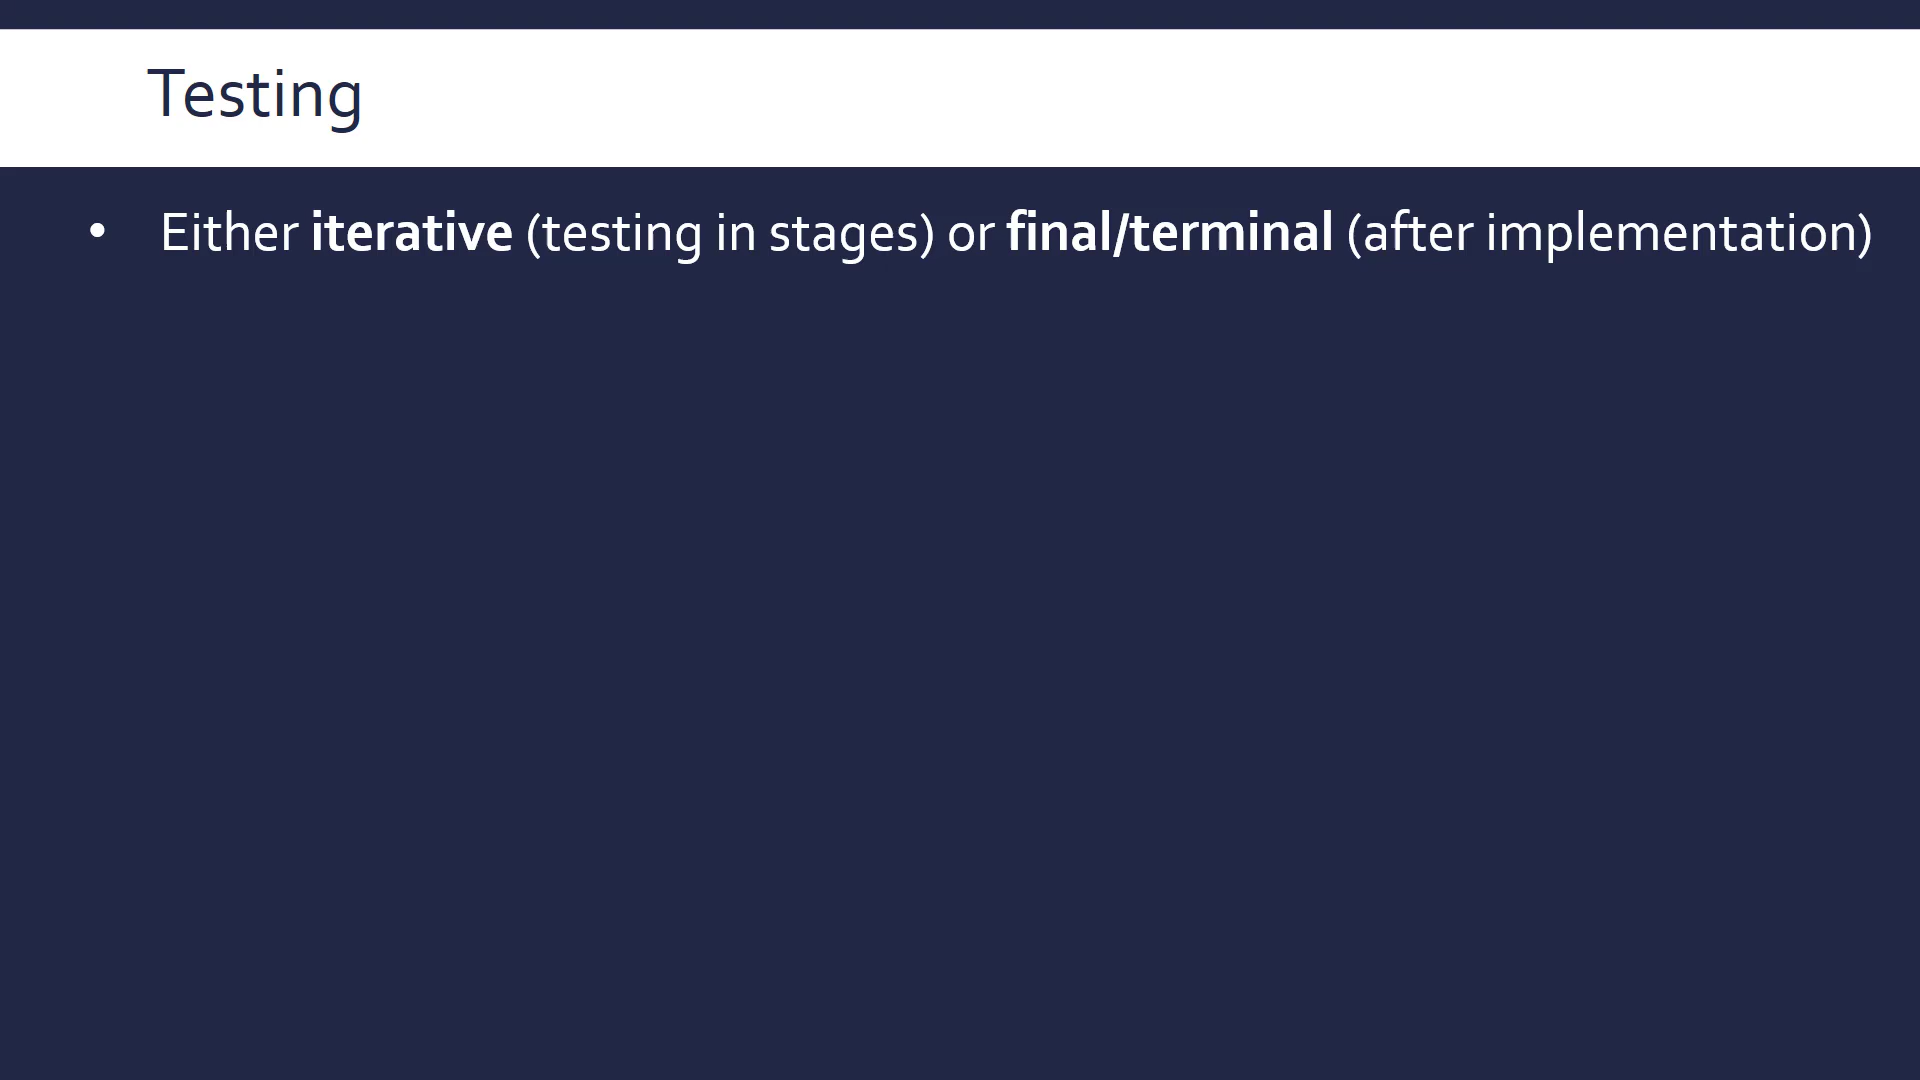 Testing
• Either iterative (testing in stages) or final/terminal (after implementation)